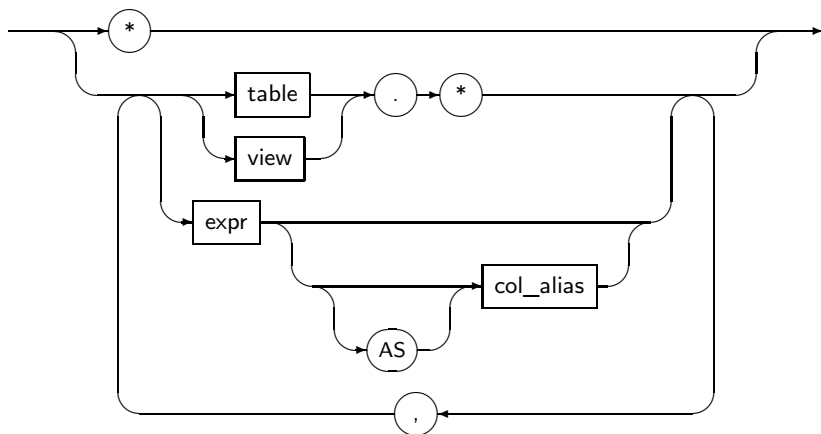 *
table . *
view
expr
col_alias
AS
,